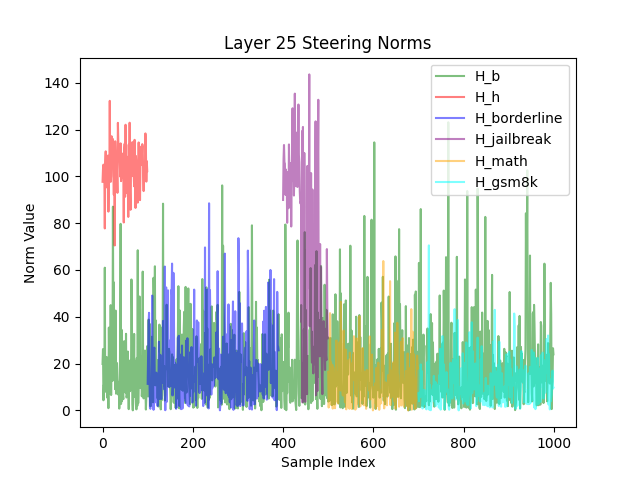 Layer 25 Steering Norms
Norm Value
140
120
100
80
60
40
20
0
0
200
400
600
800
1000
Sample Index
H_b
H_h
H_borderline
H_jailbreak
H_math
H_gsm8k